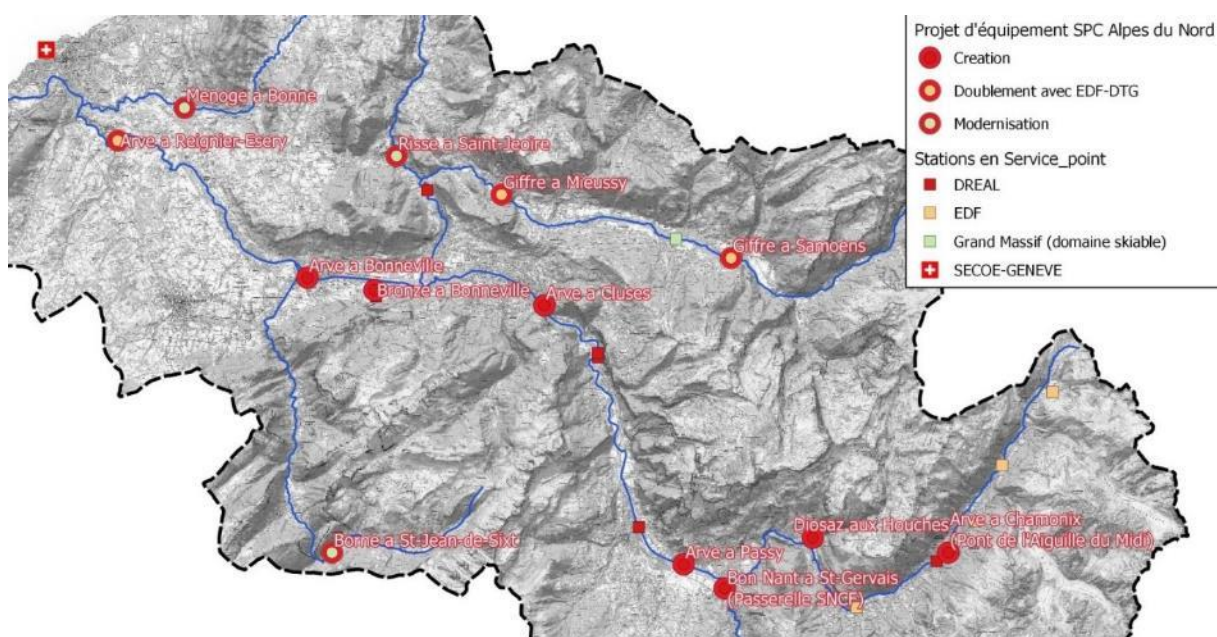 Projet d'équipement SPC Alpes du Nord
Creation
Doublement avec EDF-DTG
Modernisation
Stations en Service_point
DREAL
EDF
Grand Massif (domaine skiable)
SECOE-GENEVE
Menoge a Bonne
Arve a Reignier-Esery
Risse a Saint-Jeoire
Giffre a Mieussy
Giffre a Samoens
Arve a Bonneville
Bronze a Bonneville
Arve a Cluses
Borne a St-Jean-de-Sixt
Diosaz aux Houches
Arve a Chamonix
(Pont de l'Aiguille du Midi)
Arve a Passy
Bon Nant a St-Gervais
(Passerelle SNCF)